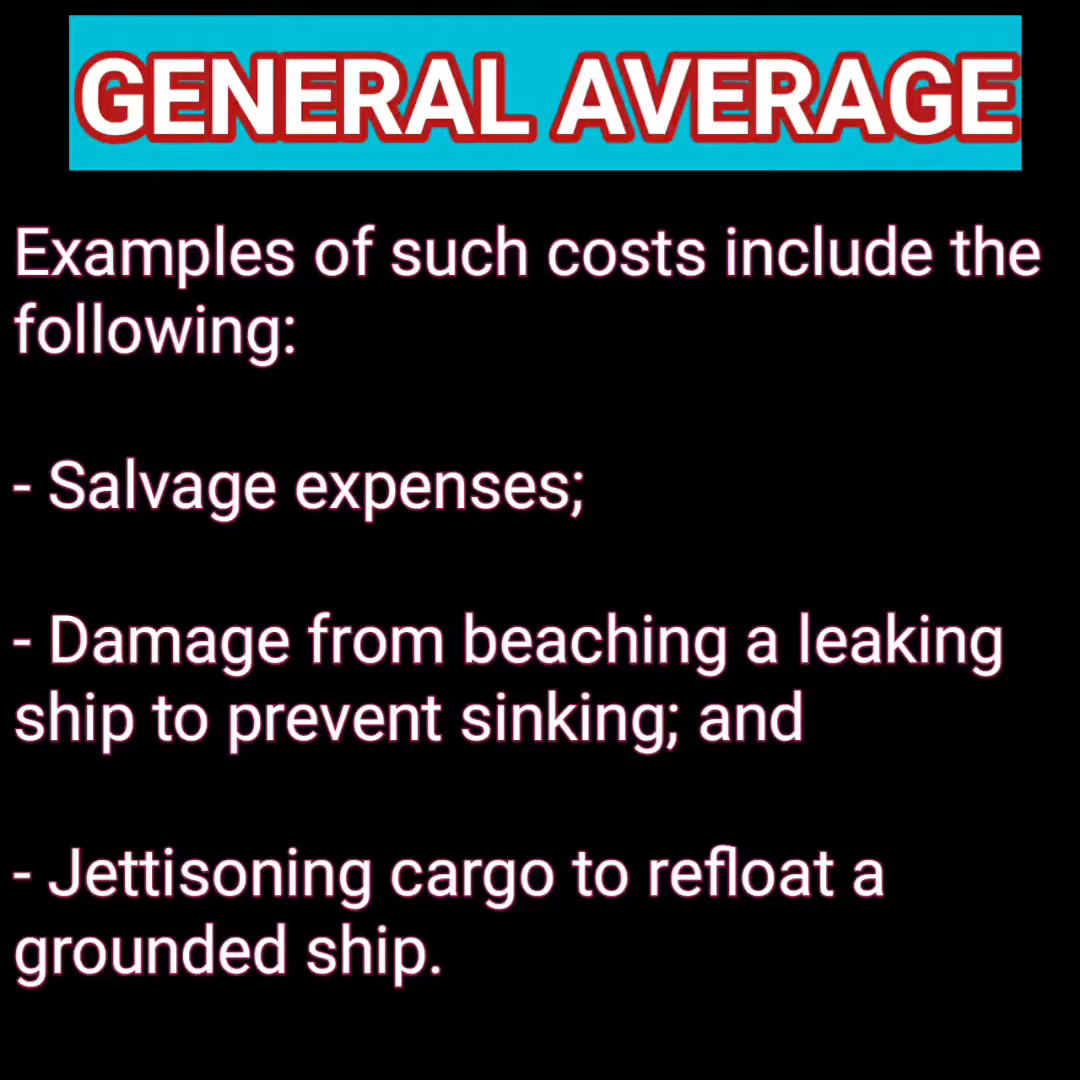 GENERAL AVERAGE
Examples of such costs include the
following:
- Salvage expenses;
- Damage from beaching a leaking
ship to prevent sinking; and
- Jettisoning cargo to refloat a
grounded ship.